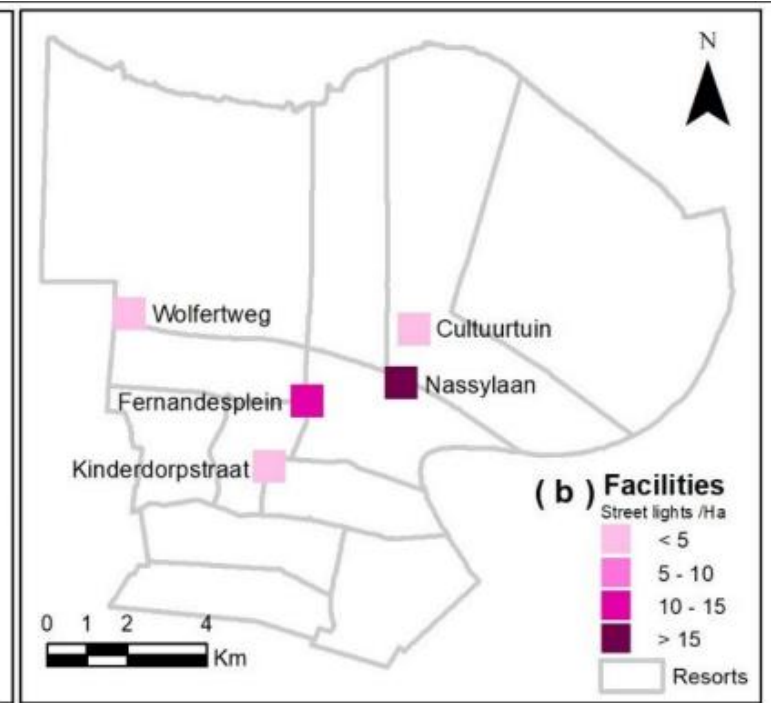 N
Wolfertweg
Cultuurtuin
Nassylaan
Fernandesplein
Kinderdorpstraat
( b ) Facilities
Street lights /Ha
< 5
5 - 10
10 - 15
> 15
Resorts
0 1 2 4
Km